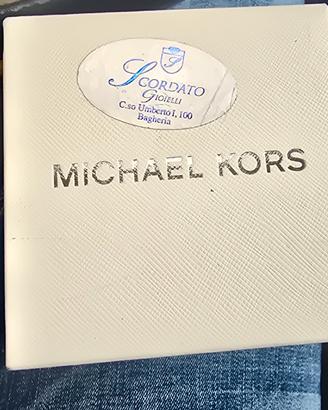 S
SCORDATO
GIOIELLI
C.so Umberto I, 100
Bagheria
MICHAEL KORS